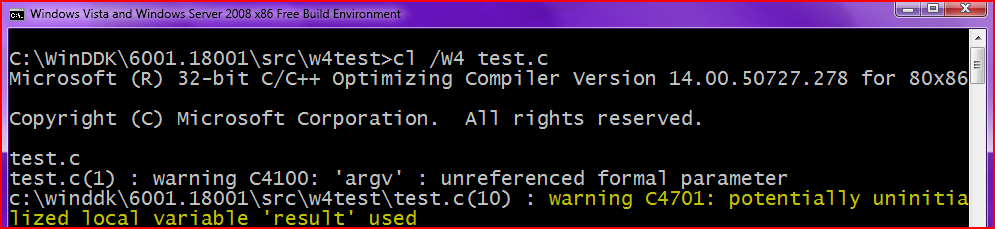 Windows Vista and Windows Server 2008 x86 Free Build Environment
C:\WinDDK\6001.18001\src\w4test>cl /W4 test.c
Microsoft (R) 32-bit C/C++ Optimizing Compiler Version 14.00.50727.278 for 80x86
Copyright (C) Microsoft Corporation.  All rights reserved.
test.c
test.c(1) : warning C4100: 'argv' : unreferenced formal parameter
c:\winddk\6001.18001\src\w4test\test.c(10) : warning C4701: potentially uninitia
lized local variable 'result' used